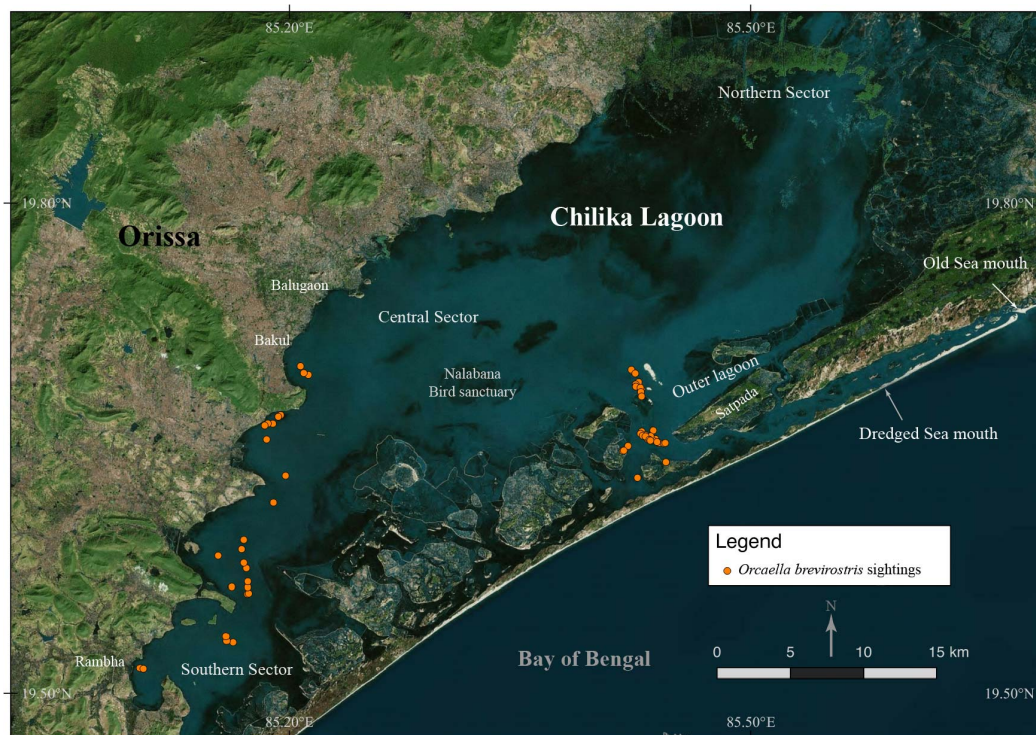 85.20°E
85.50°E
Northern Sector
19.80°N
19.80°N
Chilika Lagoon
Orissa
Old Sea mouth
Balugaon
Central Sector
Bakul
Nalabana
Bird sanctuary
Outer lagoon
Satpada
Dredged Sea mouth
Legend
Orcaella brevirostris sightings
N
Rambha
Southern Sector
Bay of Bengal
0 5 10 15 km
19.50°N
19.50°N
85.20°E
85.50°E